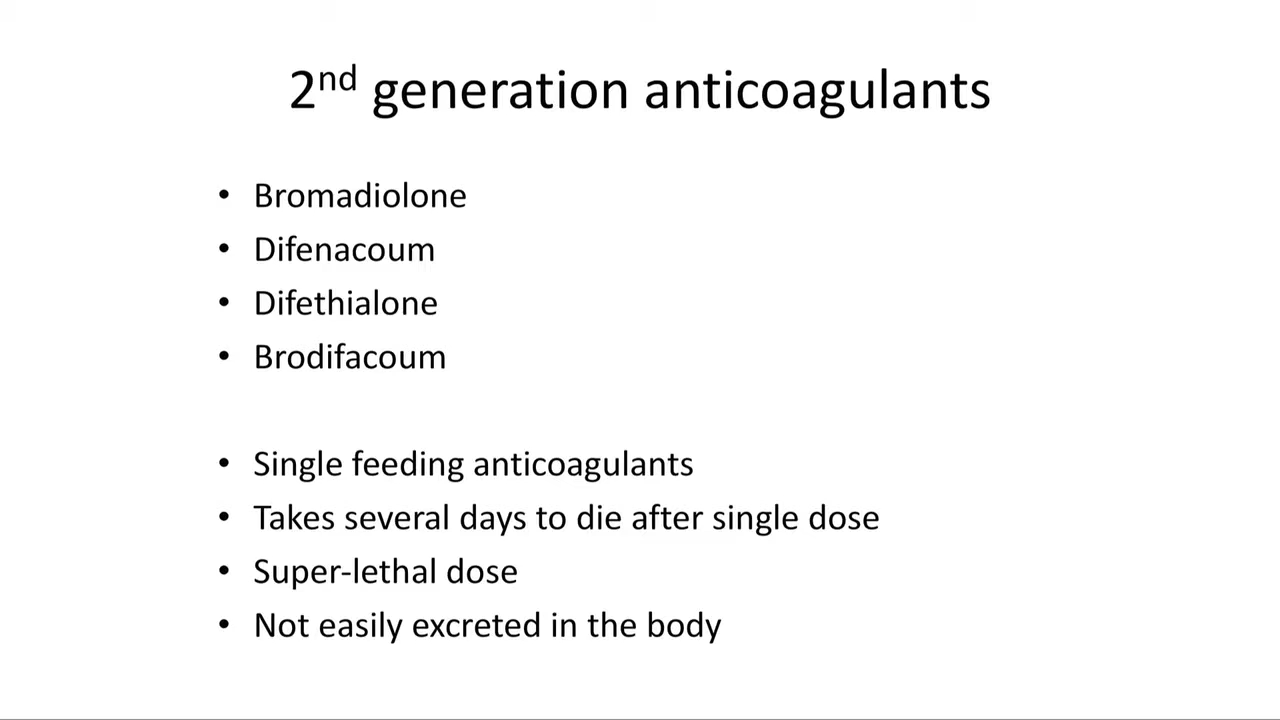 2nd generation anticoagulants
• Bromadiolone
• Difenacoum
• Difethialone
• Brodifacoum
• Single feeding anticoagulants
• Takes several days to die after single dose
• Super-lethal dose
• Not easily excreted in the body